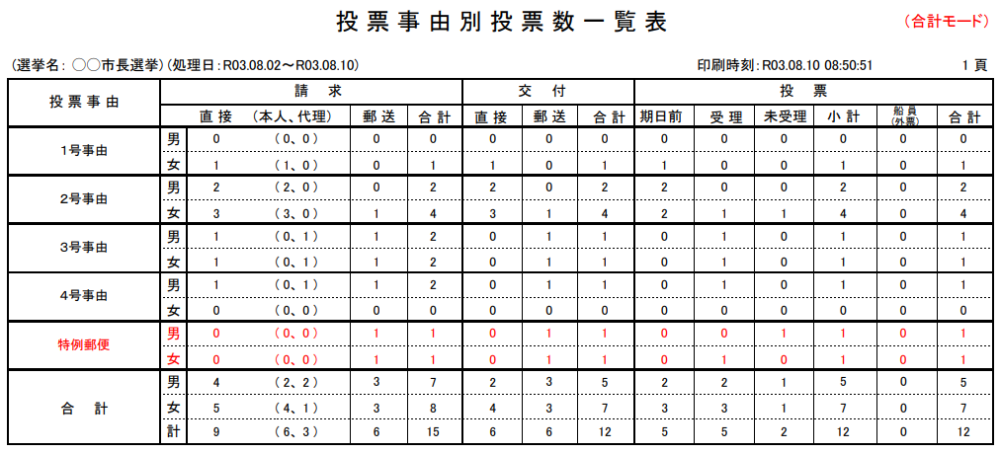 投票事由別投票数一覧表 (合計モード)
(選挙名： ○○市長選挙) (処理日：R03.08.02～R03.08.10) 印刷時刻：R03.08.10 08:50:51 1 頁
投票事由 請求 交付 投票
直接 (本人、代理) 郵送 合計 直接 郵送 合計 期日前 受理 未受理 小計 船員(外票) 合計
1号事由 男 0 (0、0) 0 0 0 0 0 0 0 0 0 0 0
女 1 (1、0) 0 1 1 0 1 1 0 0 1 0 1
2号事由 男 2 (2、0) 0 2 2 0 2 2 0 0 2 0 2
女 3 (3、0) 1 4 3 1 4 2 1 1 4 0 4
3号事由 男 1 (0、1) 1 2 0 1 1 0 1 0 1 0 1
女 1 (0、1) 1 2 0 1 1 0 1 0 1 0 1
4号事由 男 1 (0、1) 1 2 0 1 1 0 1 0 1 0 1
女 0 (0、0) 0 0 0 0 0 0 0 0 0 0 0
特例郵便 男 0 (0、0) 1 1 0 1 1 0 0 1 1 0 1
女 0 (0、0) 1 1 0 1 1 0 1 0 1 0 1
合計 男 4 (2、2) 3 7 2 3 5 2 2 1 5 0 5
女 5 (4、1) 3 8 4 3 7 3 3 1 7 0 7
計 9 (6、3) 6 15 6 6 12 5 5 2 12 0 12